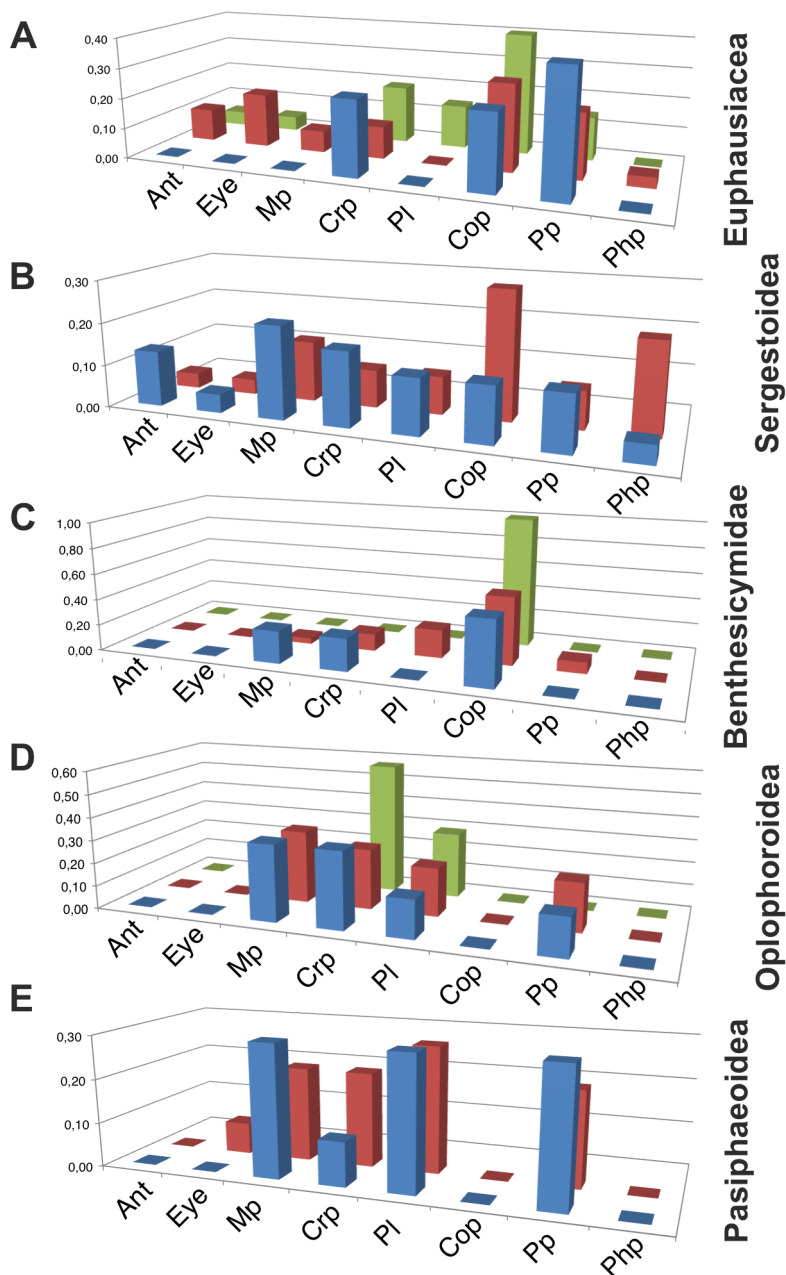 A
0,40
0,30
0,20
0,10
0,00
Ant
Eye
Mp
Crp
Pl
Cop
Pp
Php
Euphausiacea
B
0,30
0,20
0,10
0,00
Ant
Eye
Mp
Crp
Pl
Cop
Pp
Php
Sergestoidea
C
1,00
0,80
0,60
0,40
0,20
0,00
Ant
Eye
Mp
Crp
Pl
Cop
Pp
Php
Benthesicymidae
D
0,60
0,50
0,40
0,30
0,20
0,10
0,00
Ant
Eye
Mp
Crp
Pl
Cop
Pp
Php
Oplophoroidea
E
0,30
0,20
0,10
0,00
Ant
Eye
Mp
Crp
Pl
Cop
Pp
Php
Pasiphaeoidea